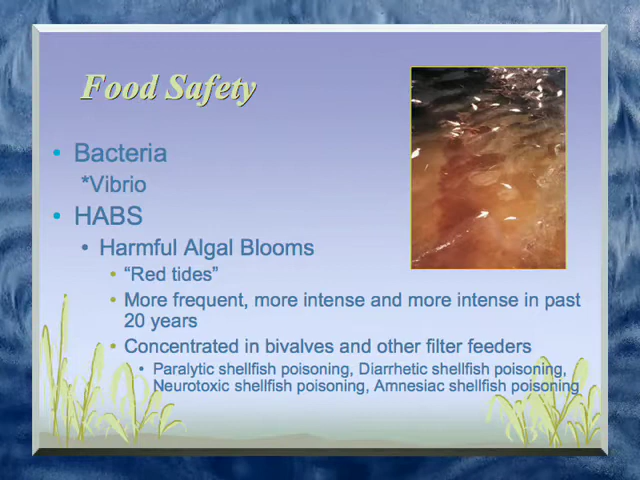 Food Safety
• Bacteria
*Vibrio
• HABS
• Harmful Algal Blooms
• “Red tides”
• More frequent, more intense and more intense in past
20 years
• Concentrated in bivalves and other filter feeders
• Paralytic shellfish poisoning, Diarrhetic shellfish poisoning,
Neurotoxic shellfish poisoning, Amnesiac shellfish poisoning